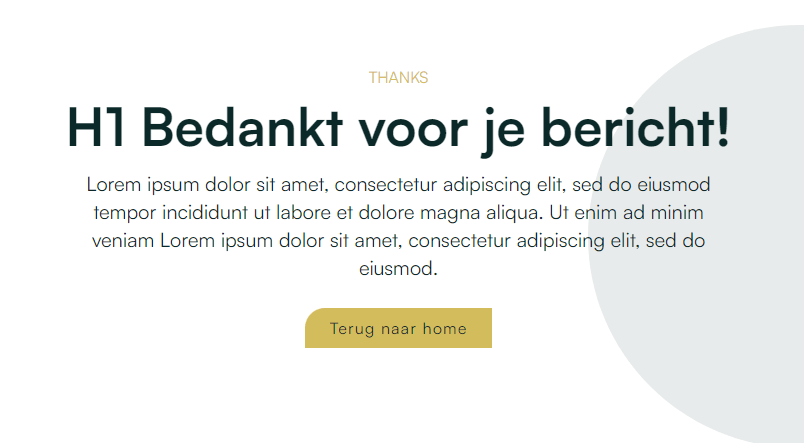 THANKS
H1 Bedankt voor je bericht!
Lorem ipsum dolor sit amet, consectetur adipiscing elit, sed do eiusmod
tempor incididunt ut labore et dolore magna aliqua. Ut enim ad minim
veniam Lorem ipsum dolor sit amet, consectetur adipiscing elit, sed do
eiusmod.
Terug naar home